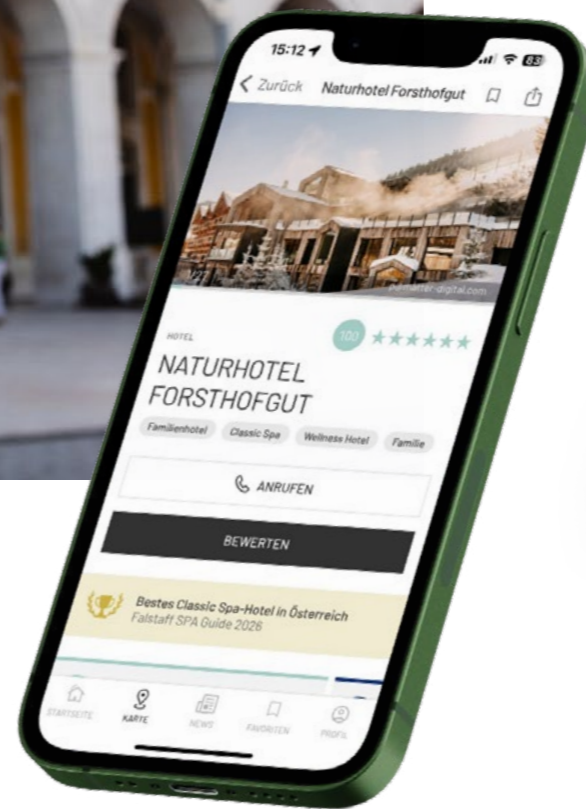 15:12
83
Zurück
Naturhotel Forsthofgut
HOTEL
100
NATURHOTEL
FORSTHOFGUT
Familienhotel
Classic Spa
Wellness Hotel
Familie
ANRUFEN
BEWERTEN
Bestes Classic Spa-Hotel in Österreich
Falstaff SPA Guide 2026
STARTSEITE
KARTE
NEWS
FAVORITEN
PROFIL